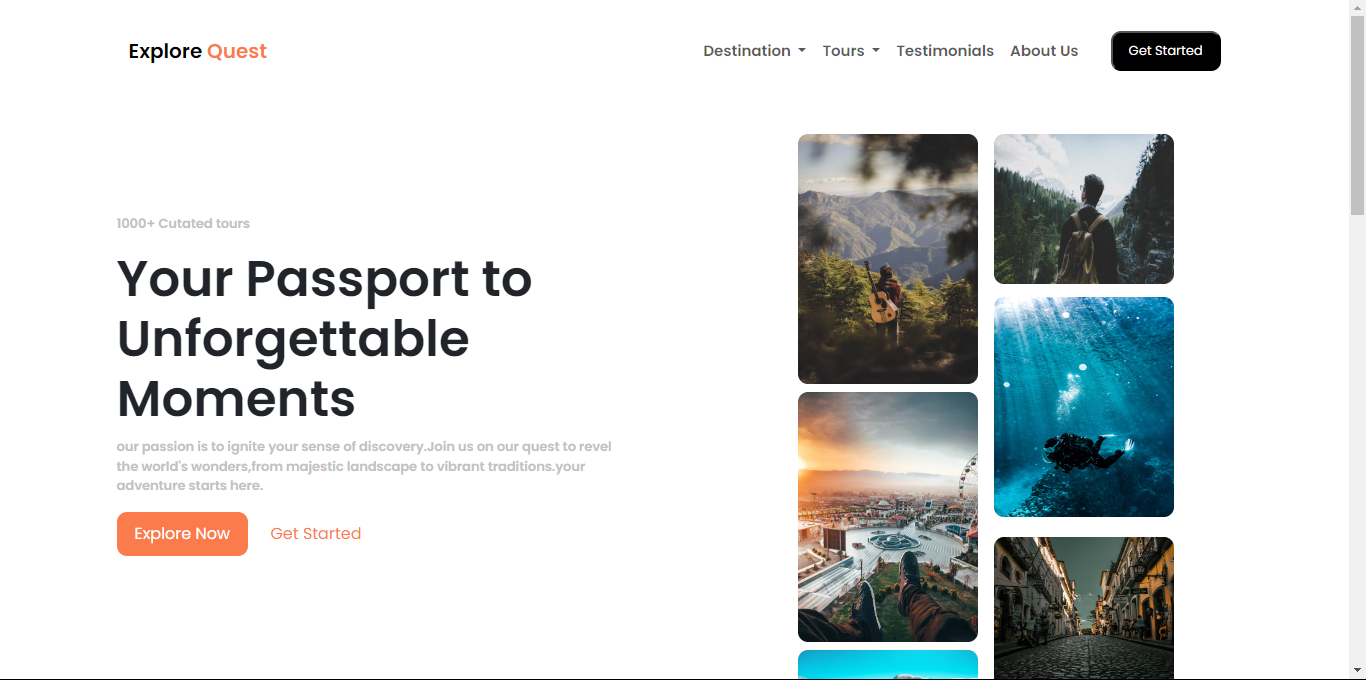 Explore Quest
Destination Tours Testimonials About Us Get Started
1000+ Cutated tours
Your Passport to
Unforgettable
Moments
our passion is to ignite your sense of discovery.Join us on our quest to revel
the world's wonders,from majestic landscape to vibrant traditions.your
adventure starts here.
Explore Now Get Started